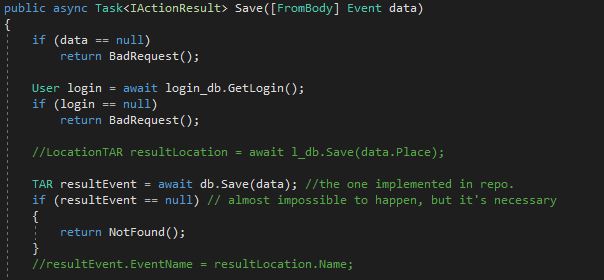 public async Task<IActionResult> Save([FromBody] Event data)
{
    if (data == null)
        return BadRequest();

    User login = await login_db.GetLogin();
    if (login == null)
        return BadRequest();

    //LocationTAR resultLocation = await l_db.Save(data.Place);

    TAR resultEvent = await db.Save(data); //the one implemented in repo.
    if (resultEvent == null) // almost impossible to happen, but it's necessary
    {
        return NotFound();
    }
    //resultEvent.EventName = resultLocation.Name;